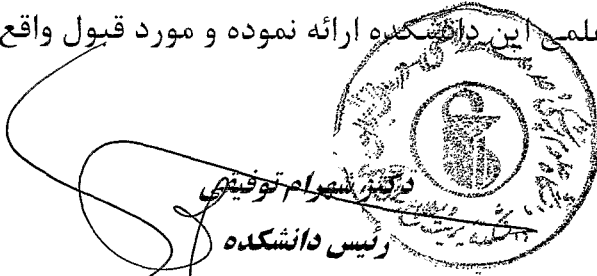 علمی این دانشکده ارائه نموده و مورد قبول واقع
دکتر شهرام توفیقی
رئیس دانشکده